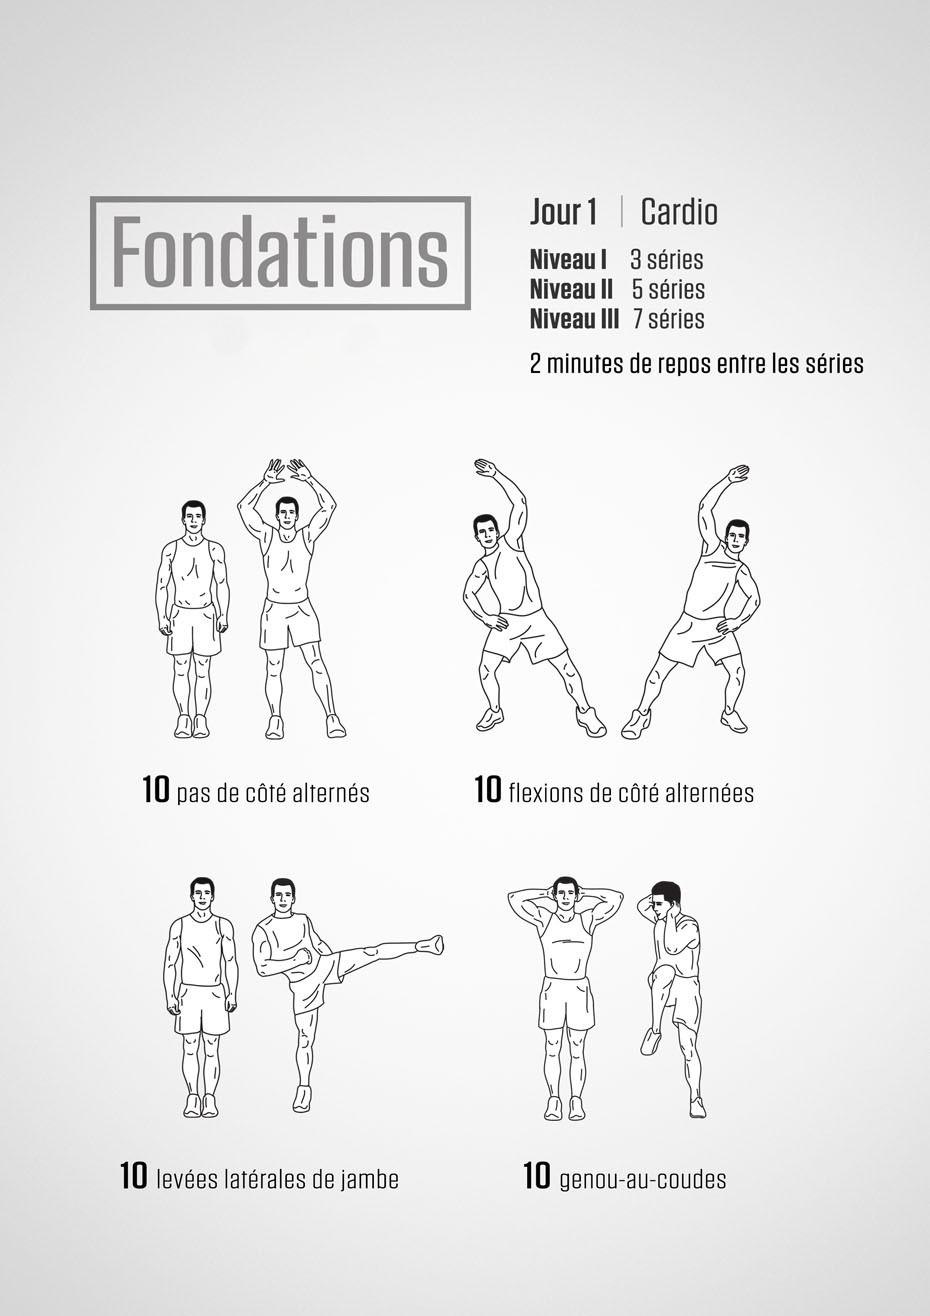 Fondations
Jour 1 | Cardio
Niveau I 3 séries
Niveau II 5 séries
Niveau III 7 séries
2 minutes de repos entre les séries
10 pas de côté alternés
10 flexions de côté alternées
10 levées latérales de jambe
10 genou-au-coudes